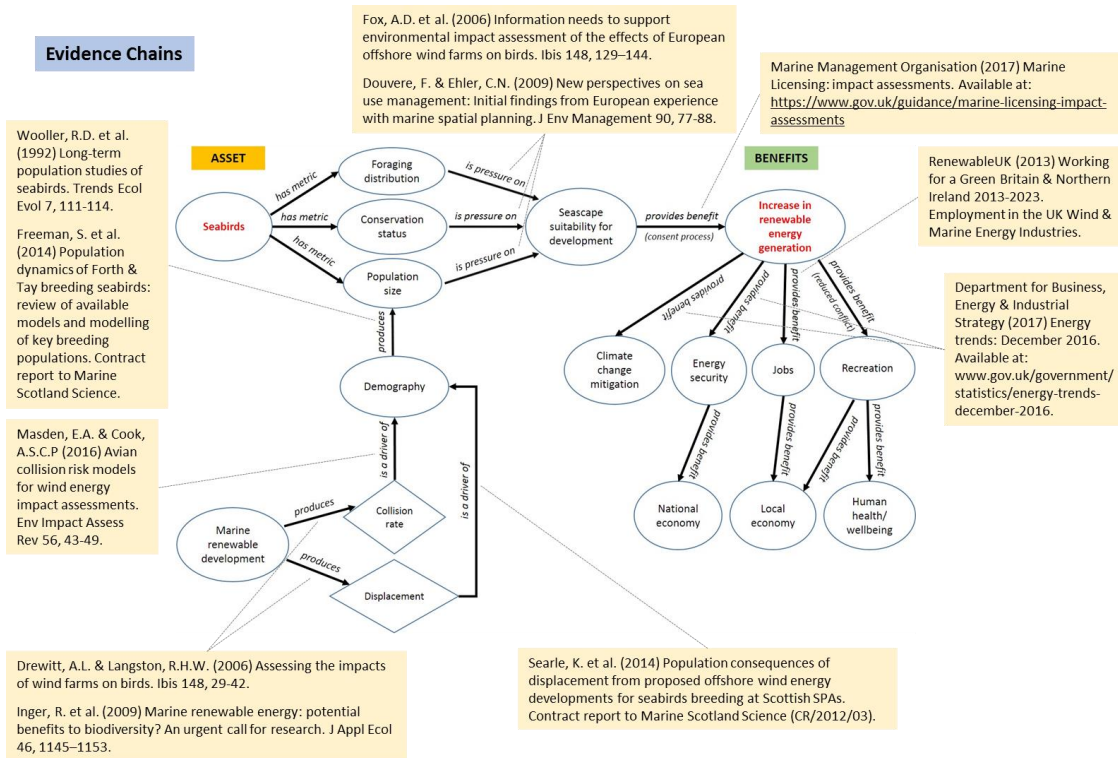 Evidence Chains
Fox, A.D. et al. (2006) Information needs to support
environmental impact assessment of the effects of European
offshore wind farms on birds. Ibis 148, 129–144.
Douvere, F. & Ehler, C.N. (2009) New perspectives on sea
use management: Initial findings from European experience
with marine spatial planning. J Env Management 90, 77-88.
Marine Management Organisation (2017) Marine
Licensing: impact assessments. Available at:
https://www.gov.uk/guidance/marine-licensing-impact-
assessments
Wooller, R.D. et al.
(1992) Long-term
population studies of
seabirds. Trends Ecol
Evol 7, 111-114.
Freeman, S. et al.
(2014) Population
dynamics of Forth &
Tay breeding seabirds:
review of available
models and modelling
of key breeding
populations. Contract
report to Marine
Scotland Science.
ASSET
BENEFITS
RenewableUK (2013) Working
for a Green Britain & Northern
Ireland 2013-2023.
Employment in the UK Wind &
Marine Energy Industries.
Seabirds
has metric
has metric
has metric
Foraging
distribution
Conservation
status
Population
size
is pressure on
is pressure on
is pressure on
Seascape
suitability for
development
provides benefit
(consent process)
Increase in
renewable
energy
generation
provides benefit
provides benefit
provides benefit
provides benefit
(reduced conflict)
Department for Business,
Energy & Industrial
Strategy (2017) Energy
trends: December 2016.
Available at:
www.gov.uk/government/
statistics/energy-trends-
december-2016.
Climate
change
mitigation
Energy
security
Jobs
Recreation
produces
Demography
provides benefit
provides benefit
provides benefit
provides benefit
National
economy
Local
economy
Human
health/
wellbeing
Masden, E.A. & Cook,
A.S.C.P (2016) Avian
collision risk models
for wind energy
impact assessments.
Env Impact Assess
Rev 56, 43-49.
is a driver of
is a driver of
Marine
renewable
development
produces
produces
Collision
rate
Displacement
Drewitt, A.L. & Langston, R.H.W. (2006) Assessing the impacts
of wind farms on birds. Ibis 148, 29-42.
Inger, R. et al. (2009) Marine renewable energy: potential
benefits to biodiversity? An urgent call for research. J Appl Ecol
46, 1145–1153.
Searle, K. et al. (2014) Population consequences of
displacement from proposed offshore wind energy
developments for seabirds breeding at Scottish SPAs.
Contract report to Marine Scotland Science (CR/2012/03).